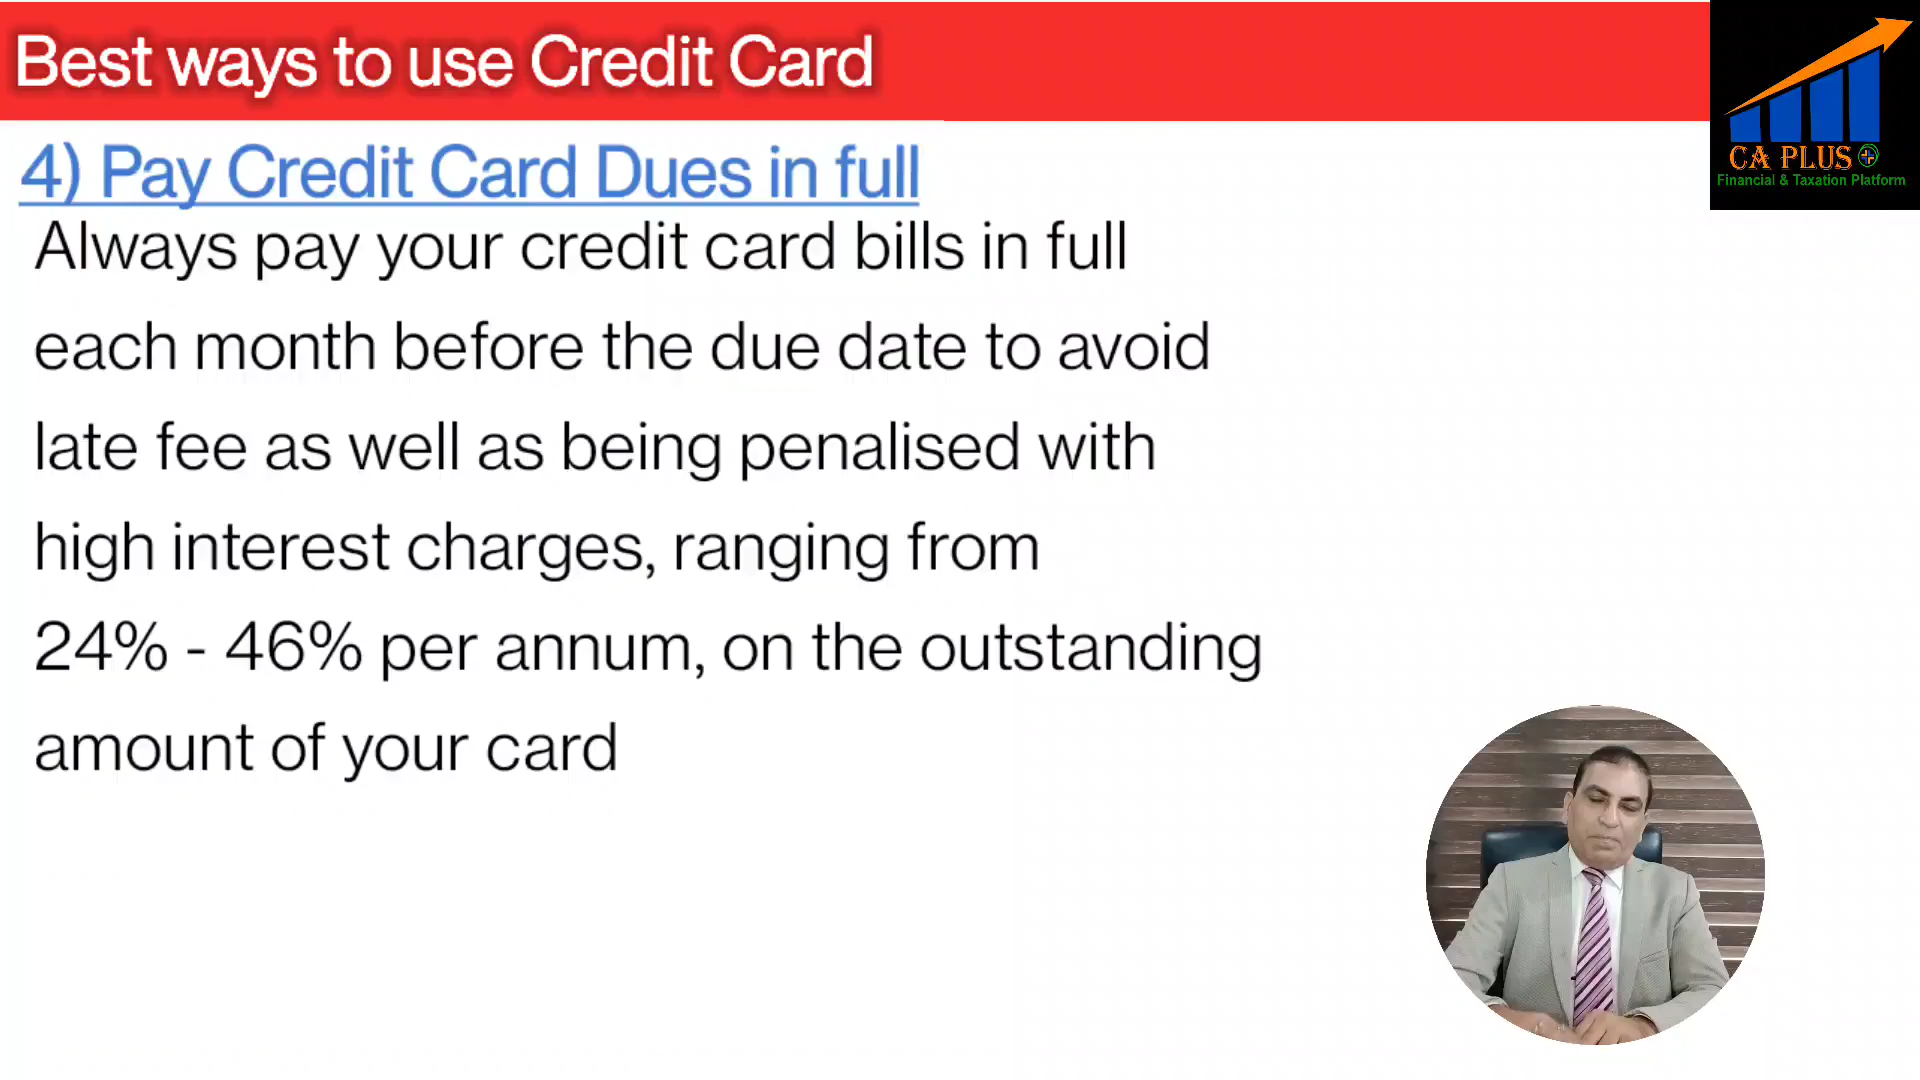 Best ways to use Credit Card
CA PLUS
Financial & Taxation Platform
4) Pay Credit Card Dues in full
Always pay your credit card bills in full
each month before the due date to avoid
late fee as well as being penalised with
high interest charges, ranging from
24% - 46% per annum, on the outstanding
amount of your card